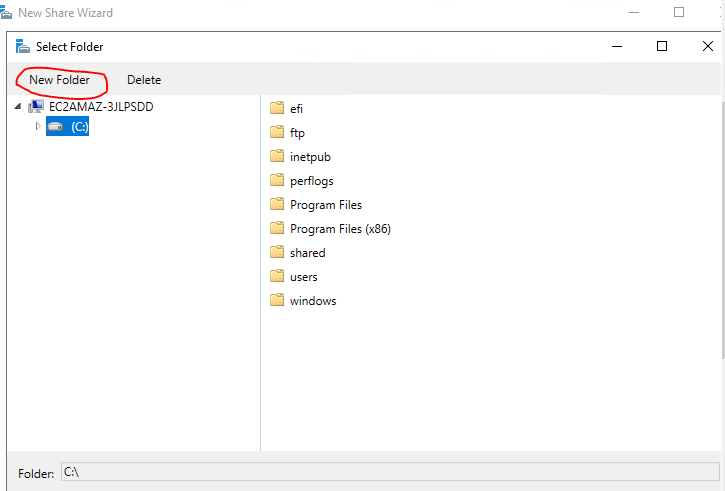 New Share Wizard
Select Folder
New Folder Delete
EC2AMAZ-3JLPSDD
(C:)
efi
ftp
inetpub
perflogs
Program Files
Program Files (x86)
shared
users
windows
Folder: C:\